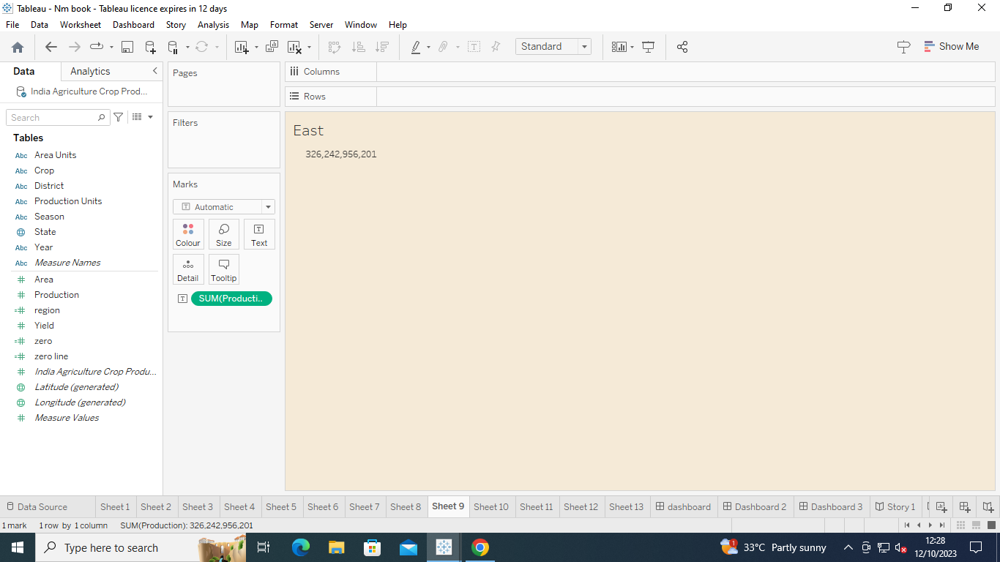 Tableau - Nm book - Tableau licence expires in 12 days
File Data Worksheet Dashboard Story Analysis Map Format Server Window Help
Standard
Show Me
Data Analytics
India Agriculture Crop Prod...
Search
Tables
Abc Area Units
Abc Crop
Abc District
Abc Production Units
Abc Season
State
Abc Year
Abc Measure Names
# Area
# Production
=# region
# Yield
=# zero
=# zero line
# India Agriculture Crop Produ...
Latitude (generated)
Longitude (generated)
# Measure Values
Pages
Filters
Marks
T Automatic
Colour Size Text
Detail Tooltip
T SUM(Producti..
Columns
Rows
East
326,242,956,201
Data Source Sheet 1 Sheet 2 Sheet 3 Sheet 4 Sheet 5 Sheet 6 Sheet 7 Sheet 8 Sheet 9 Sheet 10 Sheet 11 Sheet 12 Sheet 13 dashboard Dashboard 2 Dashboard 3 Story 1
1 mark 1 row by 1 column SUM(Production): 326,242,956,201
Type here to search
1 33°C Partly sunny
12:28
12/10/2023